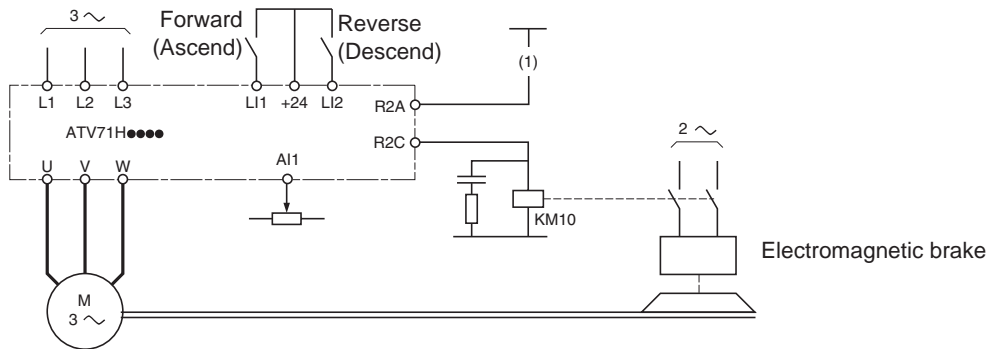 3 ∼
Forward
(Ascend)
Reverse
(Descend)
(1)
L1 L2 L3
LI1 +24 LI2
R2A
ATV71H●●●●
R2C
2 ∼
U V W
AI1
KM10
Electromagnetic brake
M
3 ∼